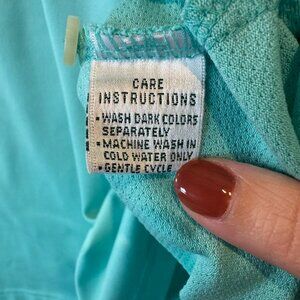 CARE
INSTRUCTIONS
• WASH DARK COLORS
SEPARATELY
• MACHINE WASH IN
COLD WATER ONLY
• GENTLE CYCLE